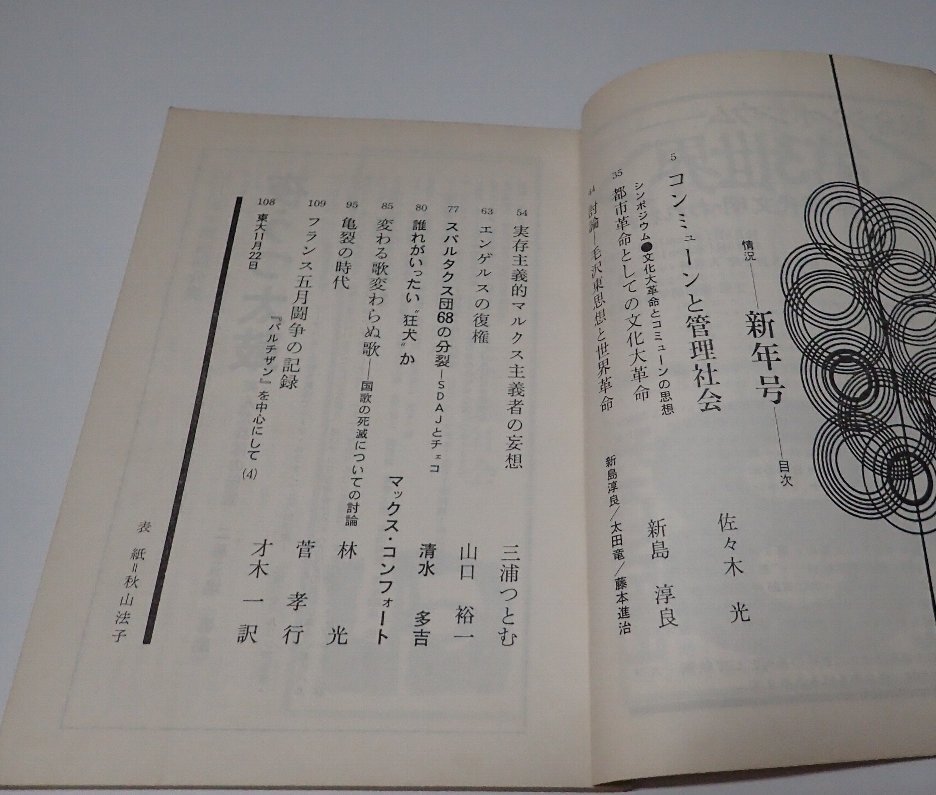 情況――新年号――目次
5 コンミューンと管理社会 佐々木 光
シンポジウム●文化大革命とコミューンの思想
35 都市革命としての文化大革命 新島 淳良
44 討論 毛沢東思想と世界革命 新島淳良/太田竜/藤本進治
54 実存主義的マルクス主義者の妄想 三浦つとむ
63 エンゲルスの復権 山口 裕一
77 スパルタクス団68の分裂―SDAJとチェコ 清水 多吉
80 誰れがいったい“狂犬”か マックス・コンフォート
85 変わる歌変わらぬ歌――国歌の死滅についての討論 林 光
95 亀裂の時代 菅 孝行
109 フランス五月闘争の記録 『パルチザン』を中心にして(4) 才木 一 訳
108 東大11月22日
表 紙=秋山法子